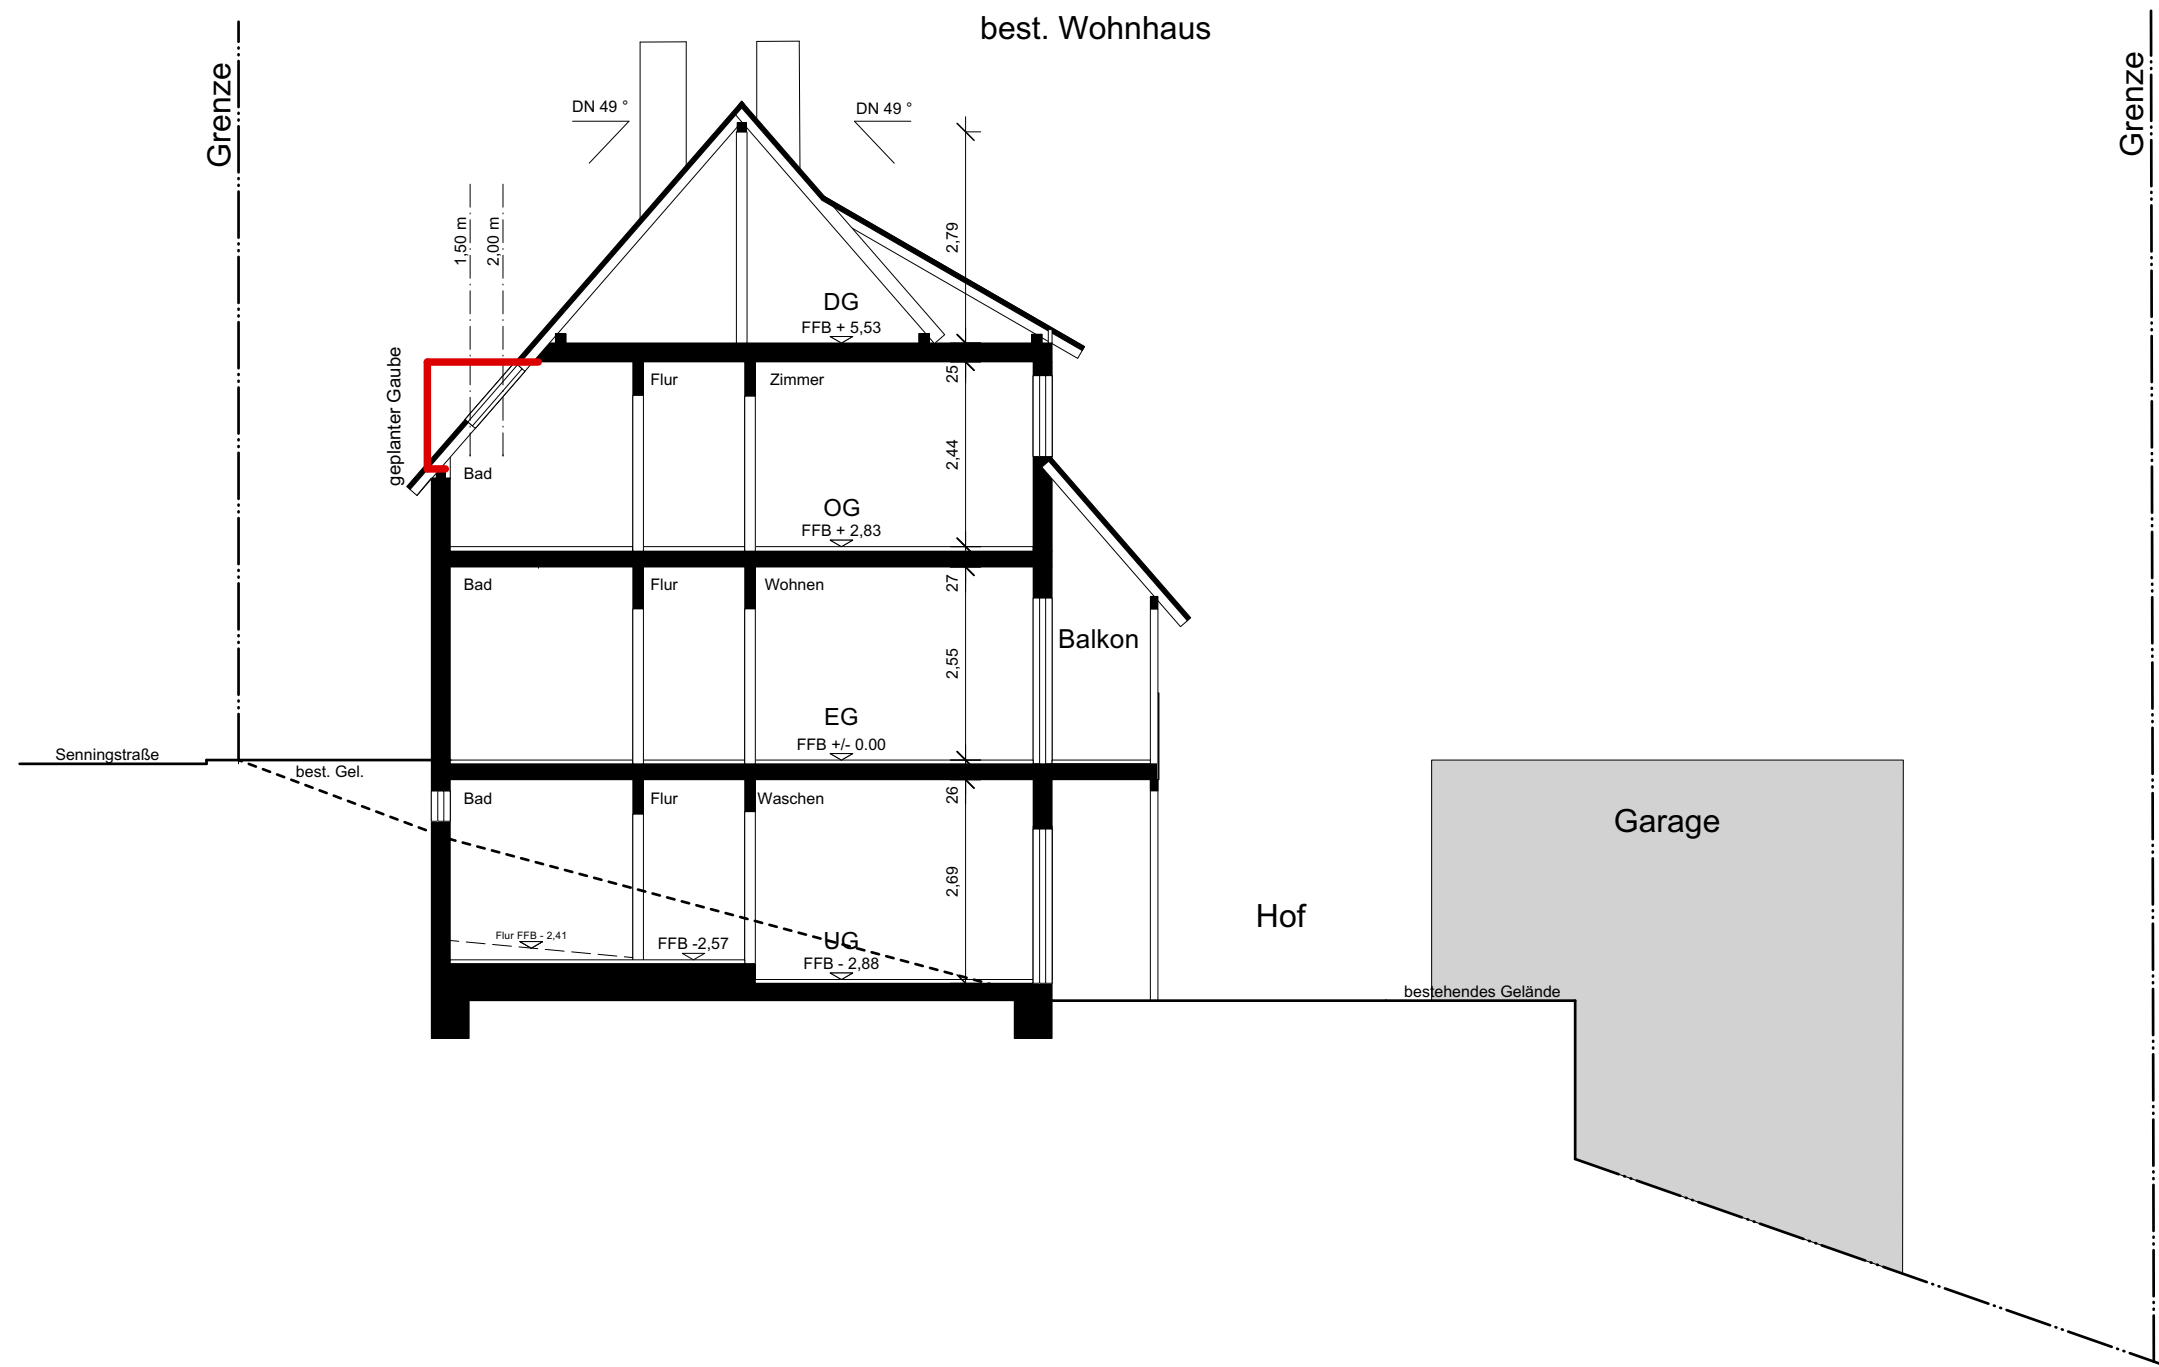 best. Wohnhaus
Grenze
Grenze
DN 49 °
DN 49 °
1,50 m
2,00 m
2,79
DG
FFB + 5,53
geplanter Gaube
25
Flur
Zimmer
2,44
Bad
OG
FFB + 2,83
27
Bad
Flur
Wohnen
Balkon
2,55
EG
FFB +/- 0.00
Senningstraße
best. Gel.
26
Bad
Flur
Waschen
Garage
2,69
Hof
Flur FFB - 2,41
FFB -2,57
UG
FFB - 2,88
bestehendes Gelände